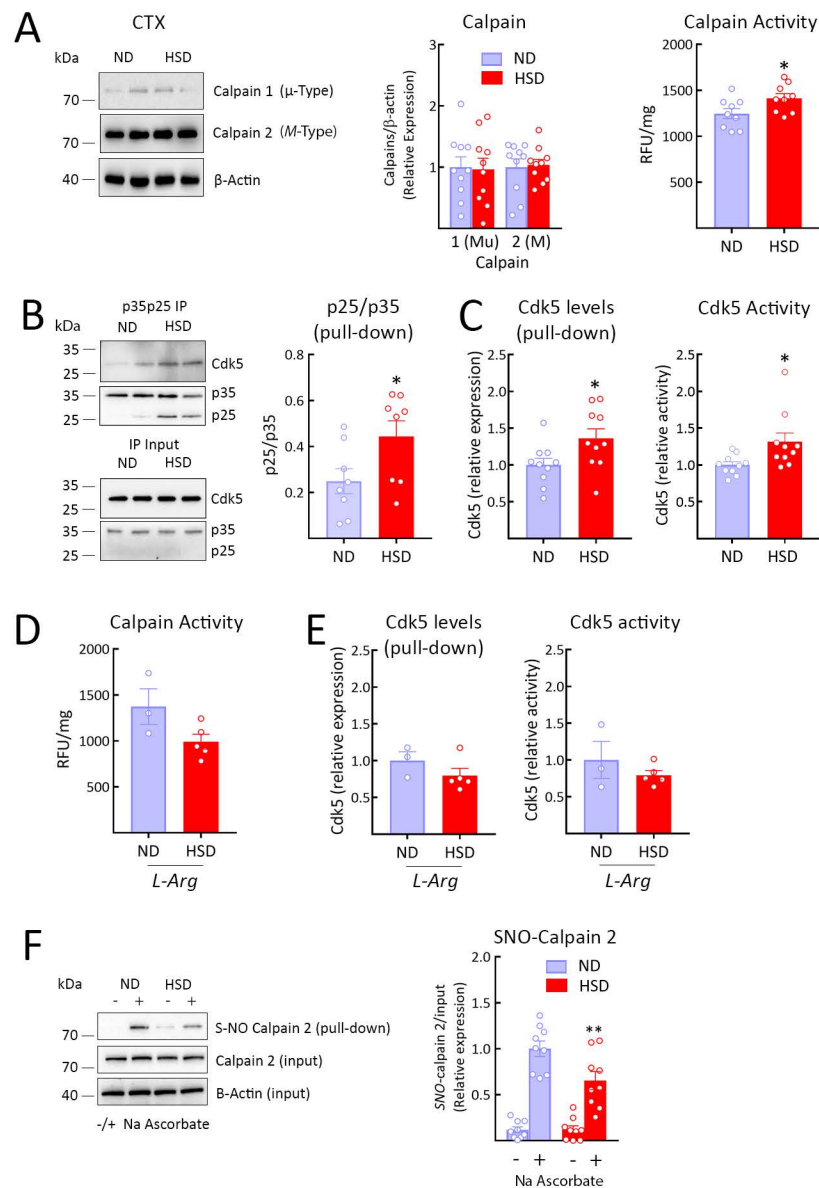 A
CTX
kDa
ND HSD
70
70
40
Calpain 1 (µ-Type)
Calpain 2 (M-Type)
β-Actin
Calpain
ND
HSD
Calpains/β-actin
(Relative Expression)
3
2
1
0
1 (Mu) 2 (M)
Calpain
Calpain Activity
RFU/mg
2000
1500
1000
500
*
ND HSD
B
p35p25 IP
kDa
ND HSD
35
25
Cdk5
35
25
p35
p25
IP Input
ND HSD
35
25
Cdk5
35
25
p35
p25
p25/p35
(pull-down)
p25/p35
0.8
0.6
0.4
0.2
*
ND HSD
C
Cdk5 levels
(pull-down)
Cdk5 (relative expression)
2.5
2.0
1.5
1.0
0.5
*
ND HSD
Cdk5 Activity
Cdk5 (relative activity)
2.5
2.0
1.5
1.0
0.5
*
ND HSD
D
Calpain Activity
RFU/mg
2000
1500
1000
500
ND HSD
L-Arg
E
Cdk5 levels
(pull-down)
Cdk5 (relative expression)
2.5
2.0
1.5
1.0
0.5
ND HSD
L-Arg
Cdk5 activity
Cdk5 (relative activity)
2.5
2.0
1.5
1.0
0.5
ND HSD
L-Arg
F
kDa
ND HSD
- + - +
70
70
40
S-NO Calpain 2 (pull-down)
Calpain 2 (input)
B-Actin (input)
-/+ Na Ascorbate
SNO-Calpain 2
ND
HSD
SNO-calpain 2/input
(Relative expression)
2.0
1.5
1.0
0.5
**
- + - +
Na Ascorbate